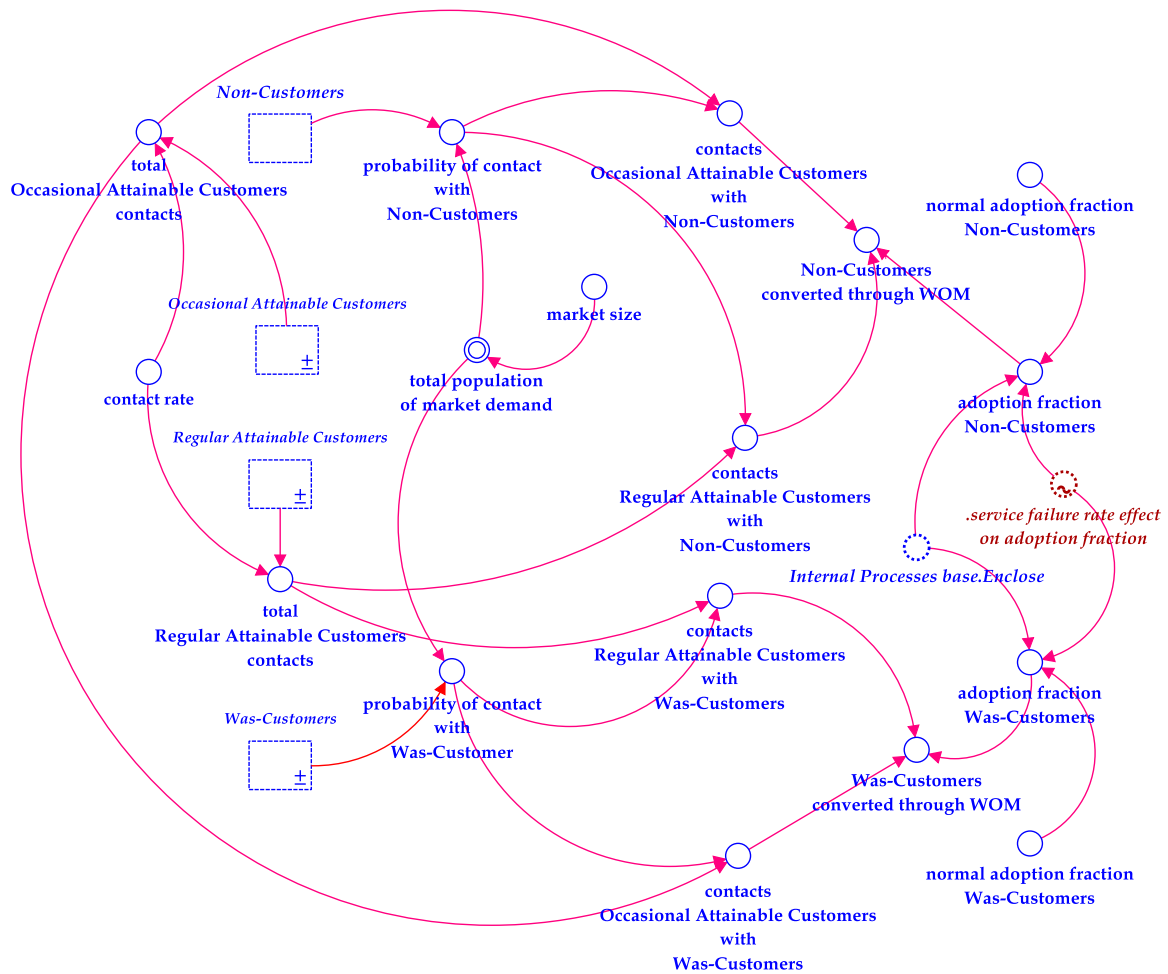 Non-Customers
total
Occasional Attainable Customers
contacts
probability of contact
with
Non-Customers
contacts
Occasional Attainable Customers
with
Non-Customers
normal adoption fraction
Non-Customers
Non-Customers
converted through WOM
Occasional Attainable Customers
±
market size
contact rate
total population
of market demand
adoption fraction
Non-Customers
Regular Attainable Customers
±
contacts
Regular Attainable Customers
with
Non-Customers
.service failure rate effect
on adoption fraction
Internal Processes base.Enclose
total
Regular Attainable Customers
contacts
contacts
Regular Attainable Customers
with
Was-Customers
adoption fraction
Was-Customers
probability of contact
with
Was-Customer
Was-Customers
±
Was-Customers
converted through WOM
normal adoption fraction
Was-Customers
contacts
Occasional Attainable Customers
with
Was-Customers